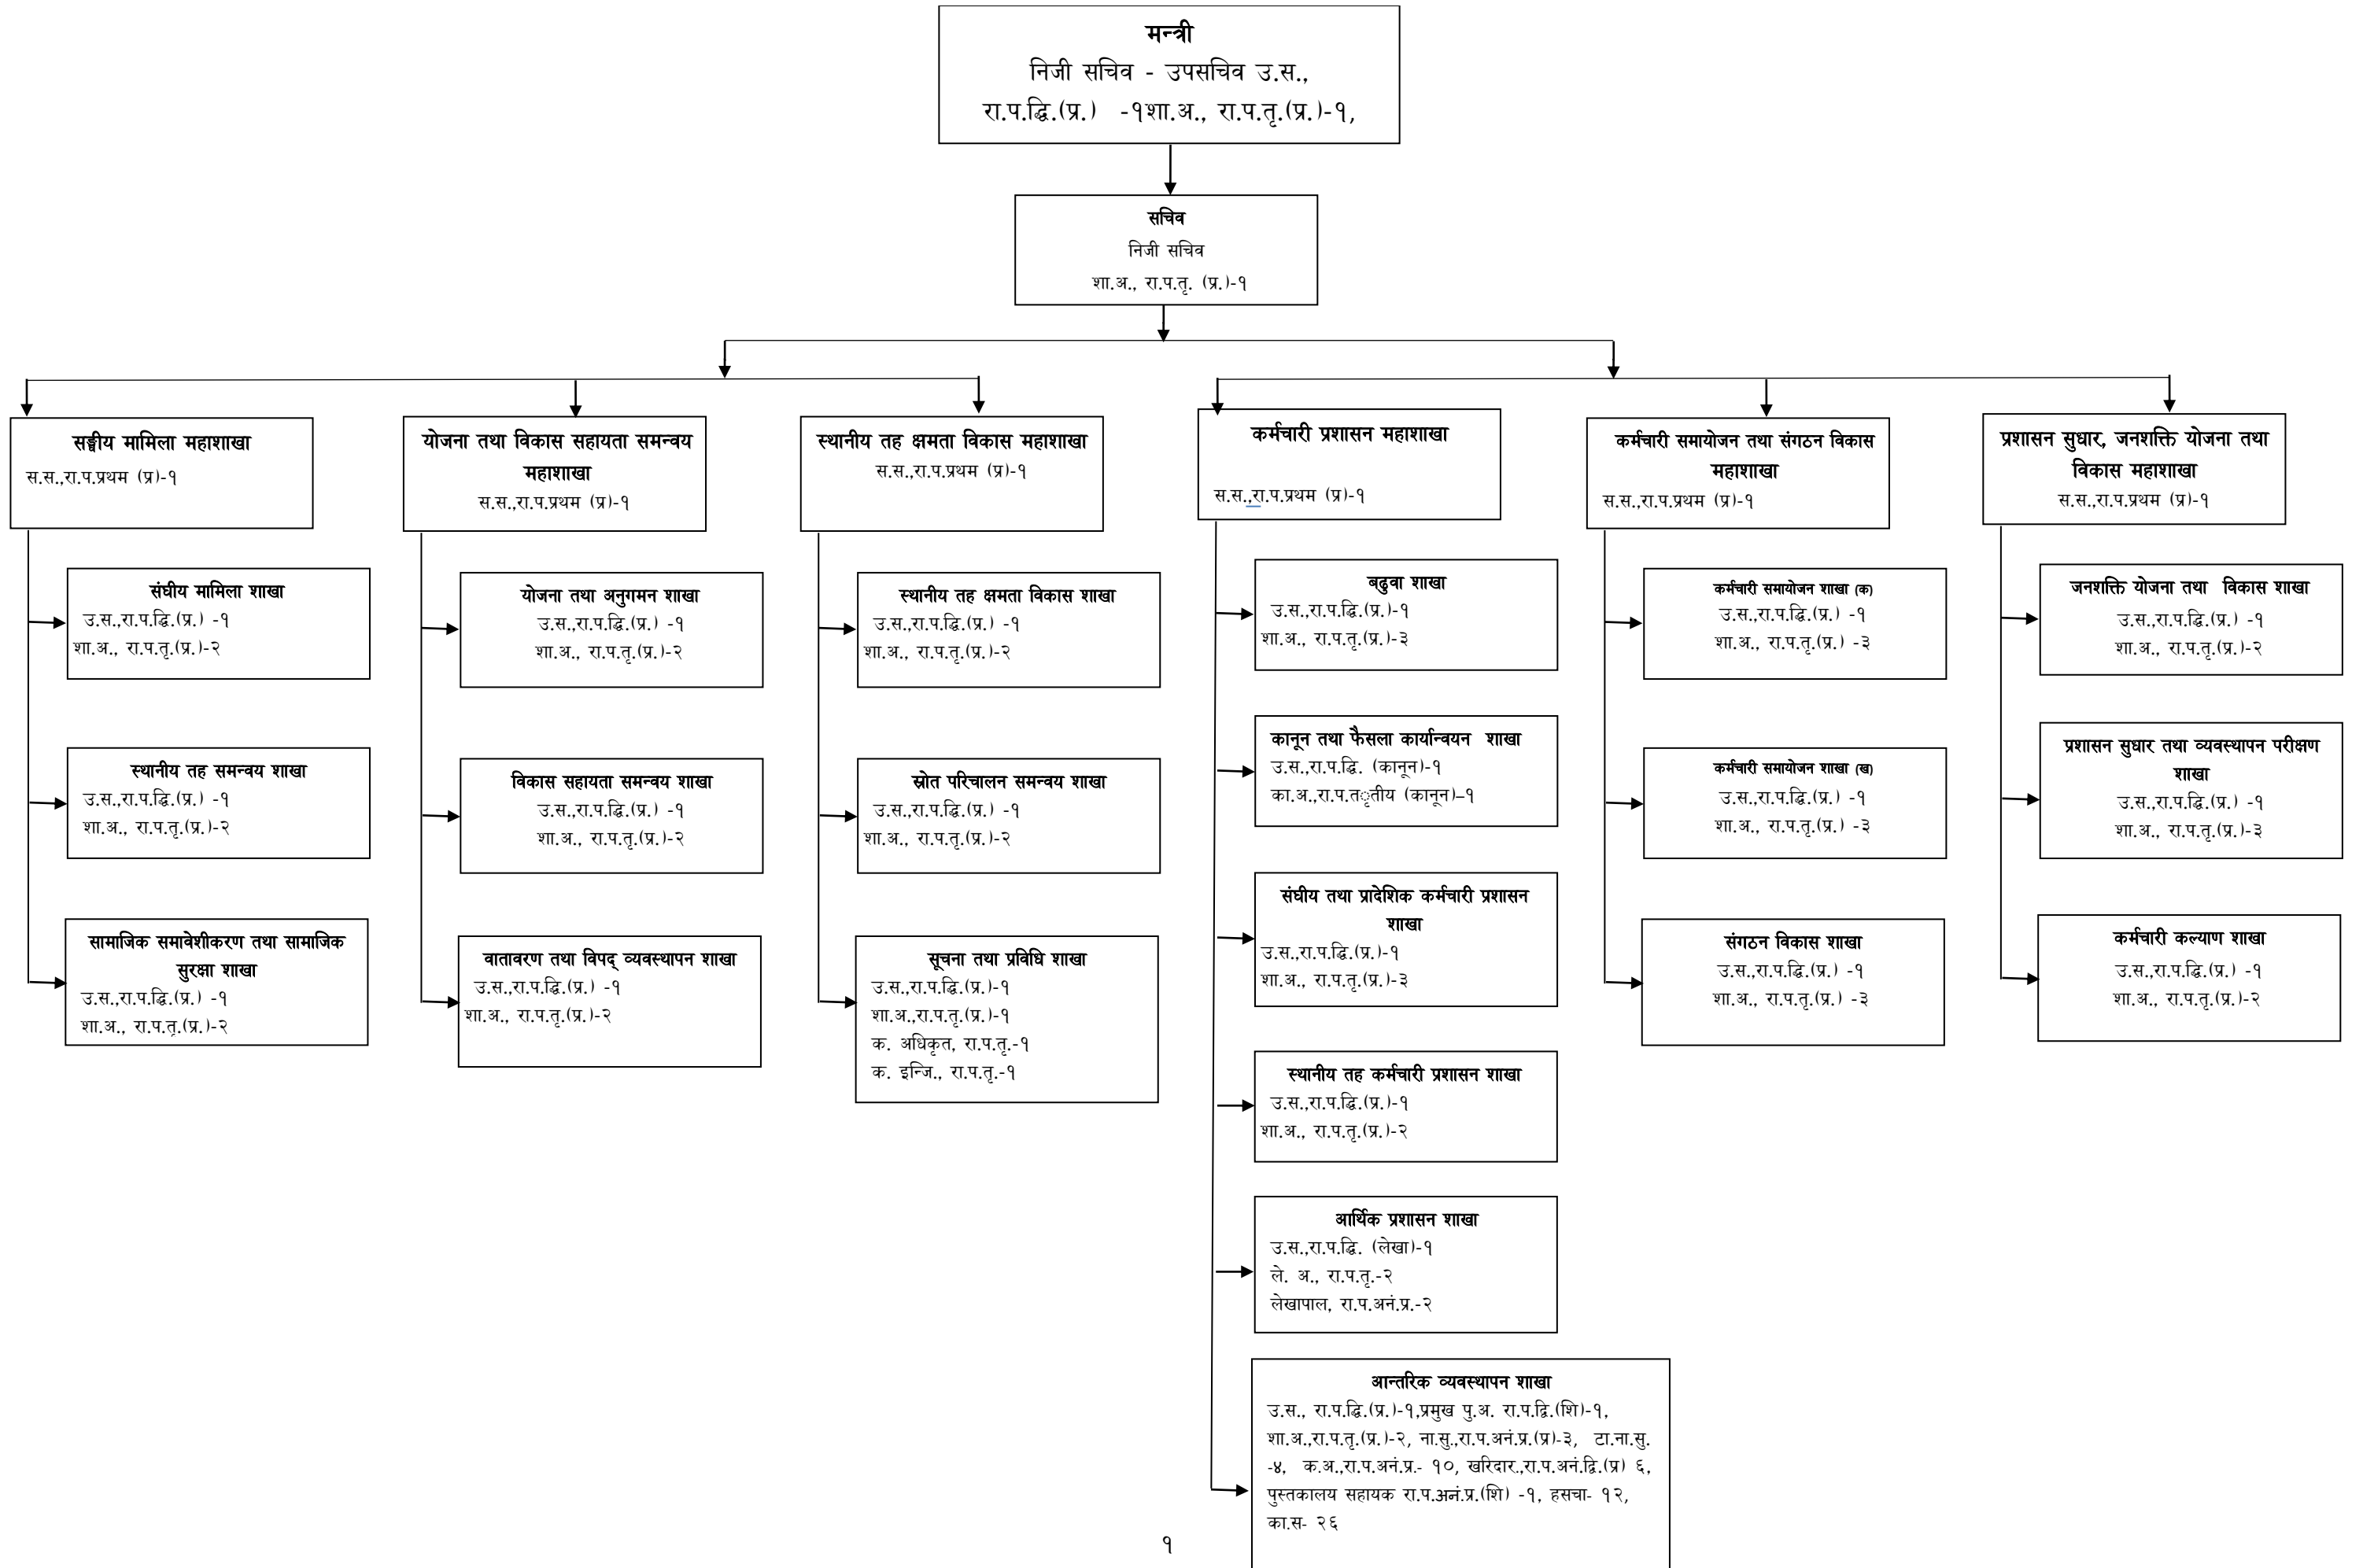 मन्त्री
निजी सचिव - उपसचिव उ.स.,
रा.प.द्धि.(प्र.) -१शा.अ., रा.प.तृ.(प्र.)-१,
सचिव
निजी सचिव
शा.अ., रा.प.तृ. (प्र.)-१
सङ्घीय मामिला महाशाखा
स.स.,रा.प.प्रथम (प्र)-१
संघीय मामिला शाखा
उ.स.,रा.प.द्धि.(प्र.) -१
शा.अ., रा.प.तृ.(प्र.)-२
स्थानीय तह समन्वय शाखा
उ.स.,रा.प.द्धि.(प्र.) -१
शा.अ., रा.प.तृ.(प्र.)-२
सामाजिक समावेशीकरण तथा सामाजिक
सुरक्षा शाखा
उ.स.,रा.प.द्धि.(प्र.) -१
शा.अ., रा.प.तृ.(प्र.)-२
योजना तथा विकास सहायता समन्वय
महाशाखा
स.स.,रा.प.प्रथम (प्र)-१
योजना तथा अनुगमन शाखा
उ.स.,रा.प.द्धि.(प्र.) -१
शा.अ., रा.प.तृ.(प्र.)-२
विकास सहायता समन्वय शाखा
उ.स.,रा.प.द्धि.(प्र.) -१
शा.अ., रा.प.तृ.(प्र.)-२
वातावरण तथा विपद् व्यवस्थापन शाखा
उ.स.,रा.प.द्धि.(प्र.) -१
शा.अ., रा.प.तृ.(प्र.)-२
स्थानीय तह क्षमता विकास महाशाखा
स.स.,रा.प.प्रथम (प्र)-१
स्थानीय तह क्षमता विकास शाखा
उ.स.,रा.प.द्धि.(प्र.) -१
शा.अ., रा.प.तृ.(प्र.)-२
स्रोत परिचालन समन्वय शाखा
उ.स.,रा.प.द्धि.(प्र.) -१
शा.अ., रा.प.तृ.(प्र.)-२
सूचना तथा प्रविधि शाखा
उ.स.,रा.प.द्धि.(प्र.)-१
शा.अ.,रा.प.तृ.(प्र.)-१
क. अधिकृत, रा.प.तृ.-१
क. इन्जि., रा.प.तृ.-१
कर्मचारी प्रशासन महाशाखा
स.स.,रा.प.प्रथम (प्र)-१
बढुवा शाखा
उ.स.,रा.प.द्धि.(प्र.)-१
शा.अ., रा.प.तृ.(प्र.)-३
कानून तथा फैसला कार्यान्वयन शाखा
उ.स.,रा.प.द्धि. (कानून)-१
का.अ.,रा.प.तृतीय (कानून)–१
संघीय तथा प्रादेशिक कर्मचारी प्रशासन
शाखा
उ.स.,रा.प.द्धि.(प्र.)-१
शा.अ., रा.प.तृ.(प्र.)-३
स्थानीय तह कर्मचारी प्रशासन शाखा
उ.स.,रा.प.द्धि.(प्र.)-१
शा.अ., रा.प.तृ.(प्र.)-२
आर्थिक प्रशासन शाखा
उ.स.,रा.प.द्धि. (लेखा)-१
ले. अ., रा.प.तृ.-२
लेखापाल, रा.प.अनं.प्र.-२
आन्तरिक व्यवस्थापन शाखा
उ.स., रा.प.द्धि.(प्र.)-१,प्रमुख पु.अ. रा.प.द्वि.(शि)-१,
शा.अ.,रा.प.तृ.(प्र.)-२, ना.सु.,रा.प.अनं.प्र.(प्र)-३, टा.ना.सु.
-४, क.अ.,रा.प.अनं.प्र.- १०, खरिदार.,रा.प.अनं.द्वि.(प्र) ६,
पुस्तकालय सहायक रा.प.अनं.प्र.(शि) -१, हसचा- १२,
का.स- २६
कर्मचारी समायोजन तथा संगठन विकास
महाशाखा
स.स.,रा.प.प्रथम (प्र)-१
कर्मचारी समायोजन शाखा (क)
उ.स.,रा.प.द्धि.(प्र.) -१
शा.अ., रा.प.तृ.(प्र.) -३
कर्मचारी समायोजन शाखा (ख)
उ.स.,रा.प.द्धि.(प्र.) -१
शा.अ., रा.प.तृ.(प्र.) -३
संगठन विकास शाखा
उ.स.,रा.प.द्धि.(प्र.) -१
शा.अ., रा.प.तृ.(प्र.) -३
प्रशासन सुधार, जनशक्ति योजना तथा
विकास महाशाखा
स.स.,रा.प.प्रथम (प्र)-१
जनशक्ति योजना तथा विकास शाखा
उ.स.,रा.प.द्धि.(प्र.) -१
शा.अ., रा.प.तृ.(प्र.)-२
प्रशासन सुधार तथा व्यवस्थापन परीक्षण
शाखा
उ.स.,रा.प.द्धि.(प्र.) -१
शा.अ., रा.प.तृ.(प्र.)-३
कर्मचारी कल्याण शाखा
उ.स.,रा.प.द्धि.(प्र.) -१
शा.अ., रा.प.तृ.(प्र.)-२
१